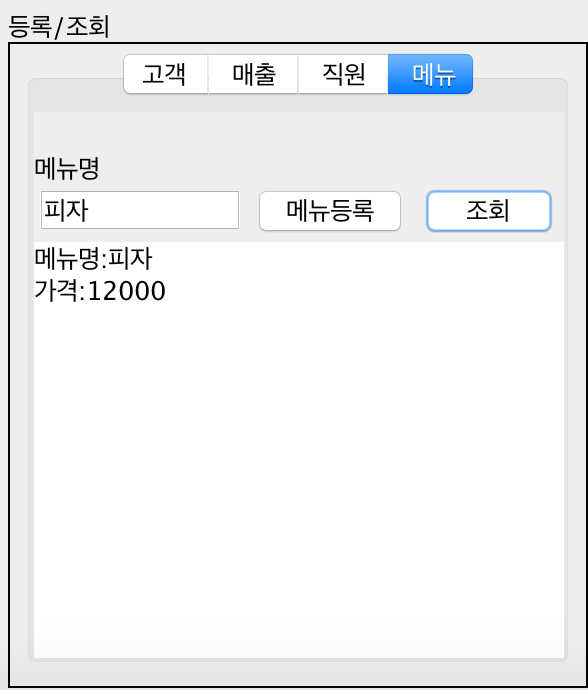 등록/조회
고객 매출 직원 메뉴
메뉴명
피자 메뉴등록 조회
메뉴명:피자
가격:12000